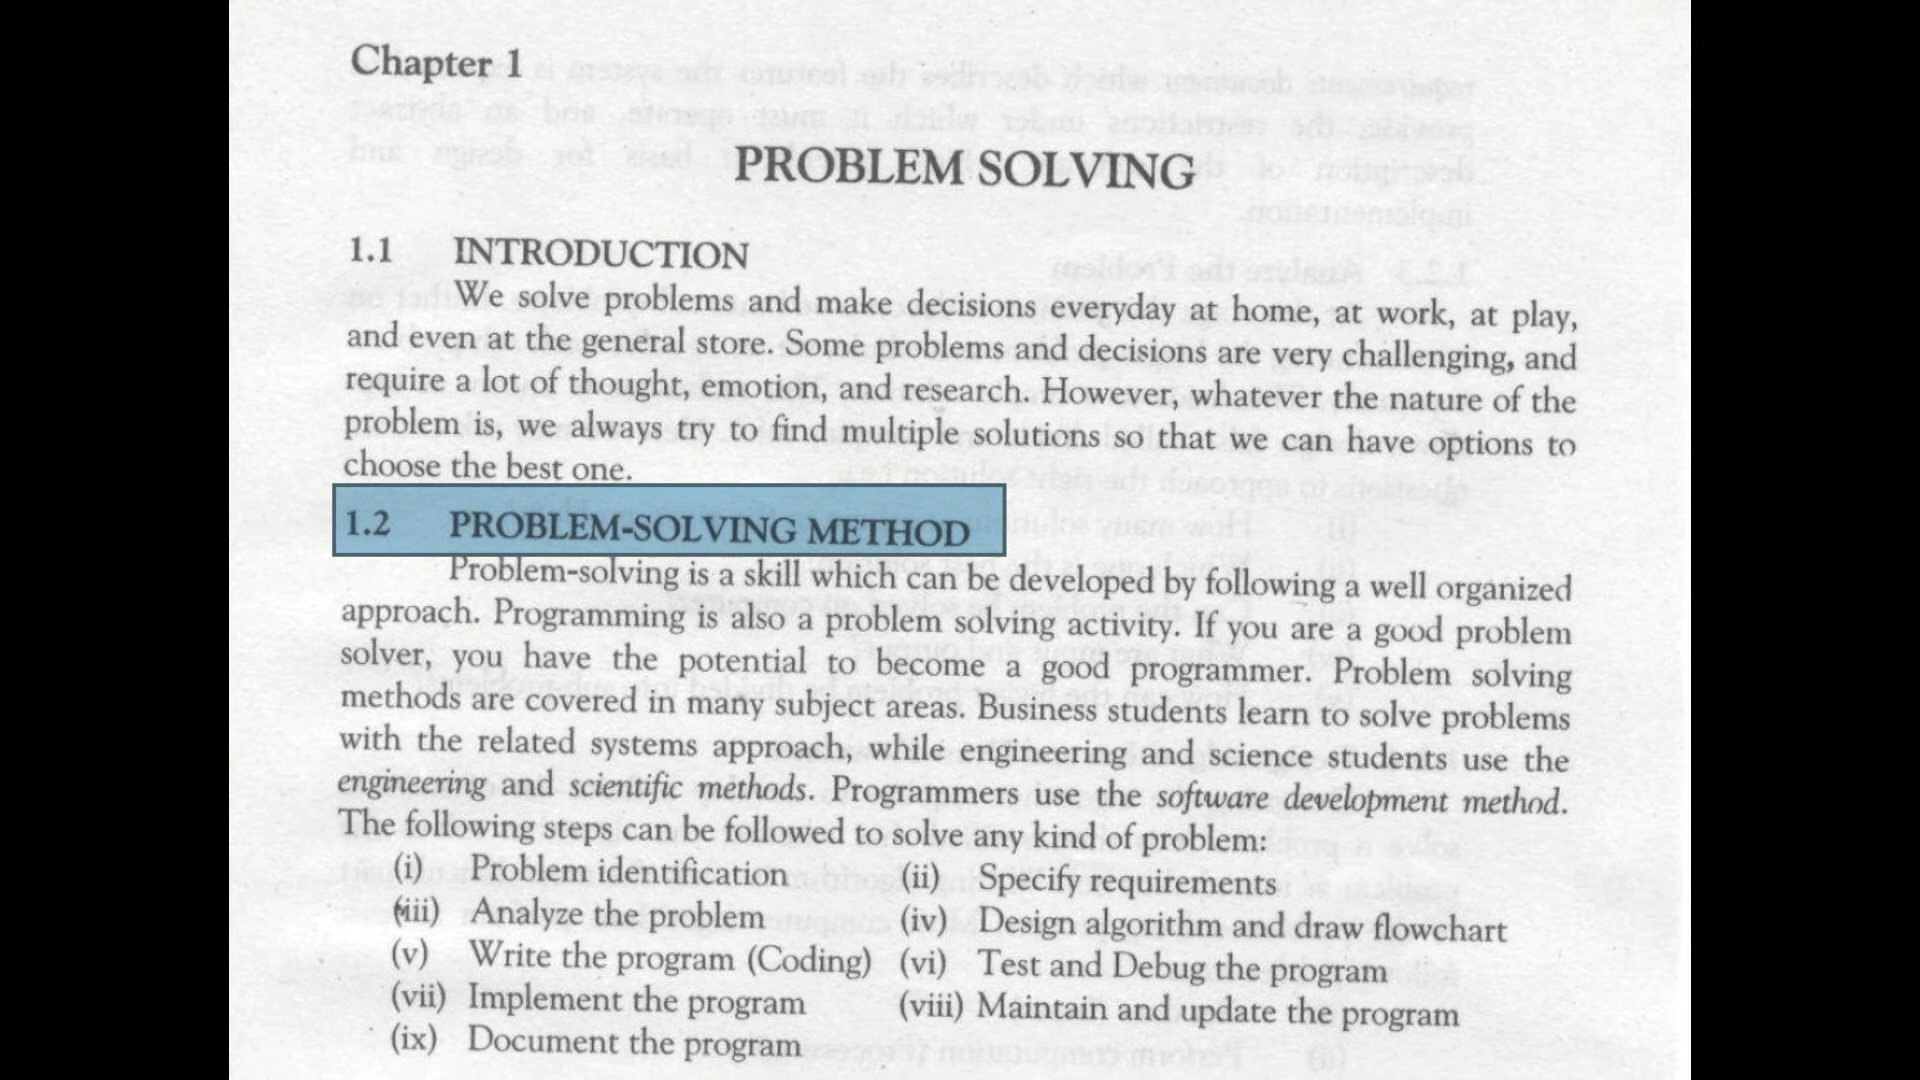 Chapter 1
PROBLEM SOLVING
1.1 INTRODUCTION
We solve problems and make decisions everyday at home, at work, at play,
and even at the general store. Some problems and decisions are very challenging, and
require a lot of thought, emotion, and research. However, whatever the nature of the
problem is, we always try to find multiple solutions so that we can have options to
choose the best one.
1.2 PROBLEM-SOLVING METHOD
Problem-solving is a skill which can be developed by following a well organized
approach. Programming is also a problem solving activity. If you are a good problem
solver, you have the potential to become a good programmer. Problem solving
methods are covered in many subject areas. Business students learn to solve problems
with the related systems approach, while engineering and science students use the
engineering and scientific methods. Programmers use the software development method.
The following steps can be followed to solve any kind of problem:
(i) Problem identification (ii) Specify requirements
(iii) Analyze the problem (iv) Design algorithm and draw flowchart
(v) Write the program (Coding) (vi) Test and Debug the program
(vii) Implement the program (viii) Maintain and update the program
(ix) Document the program